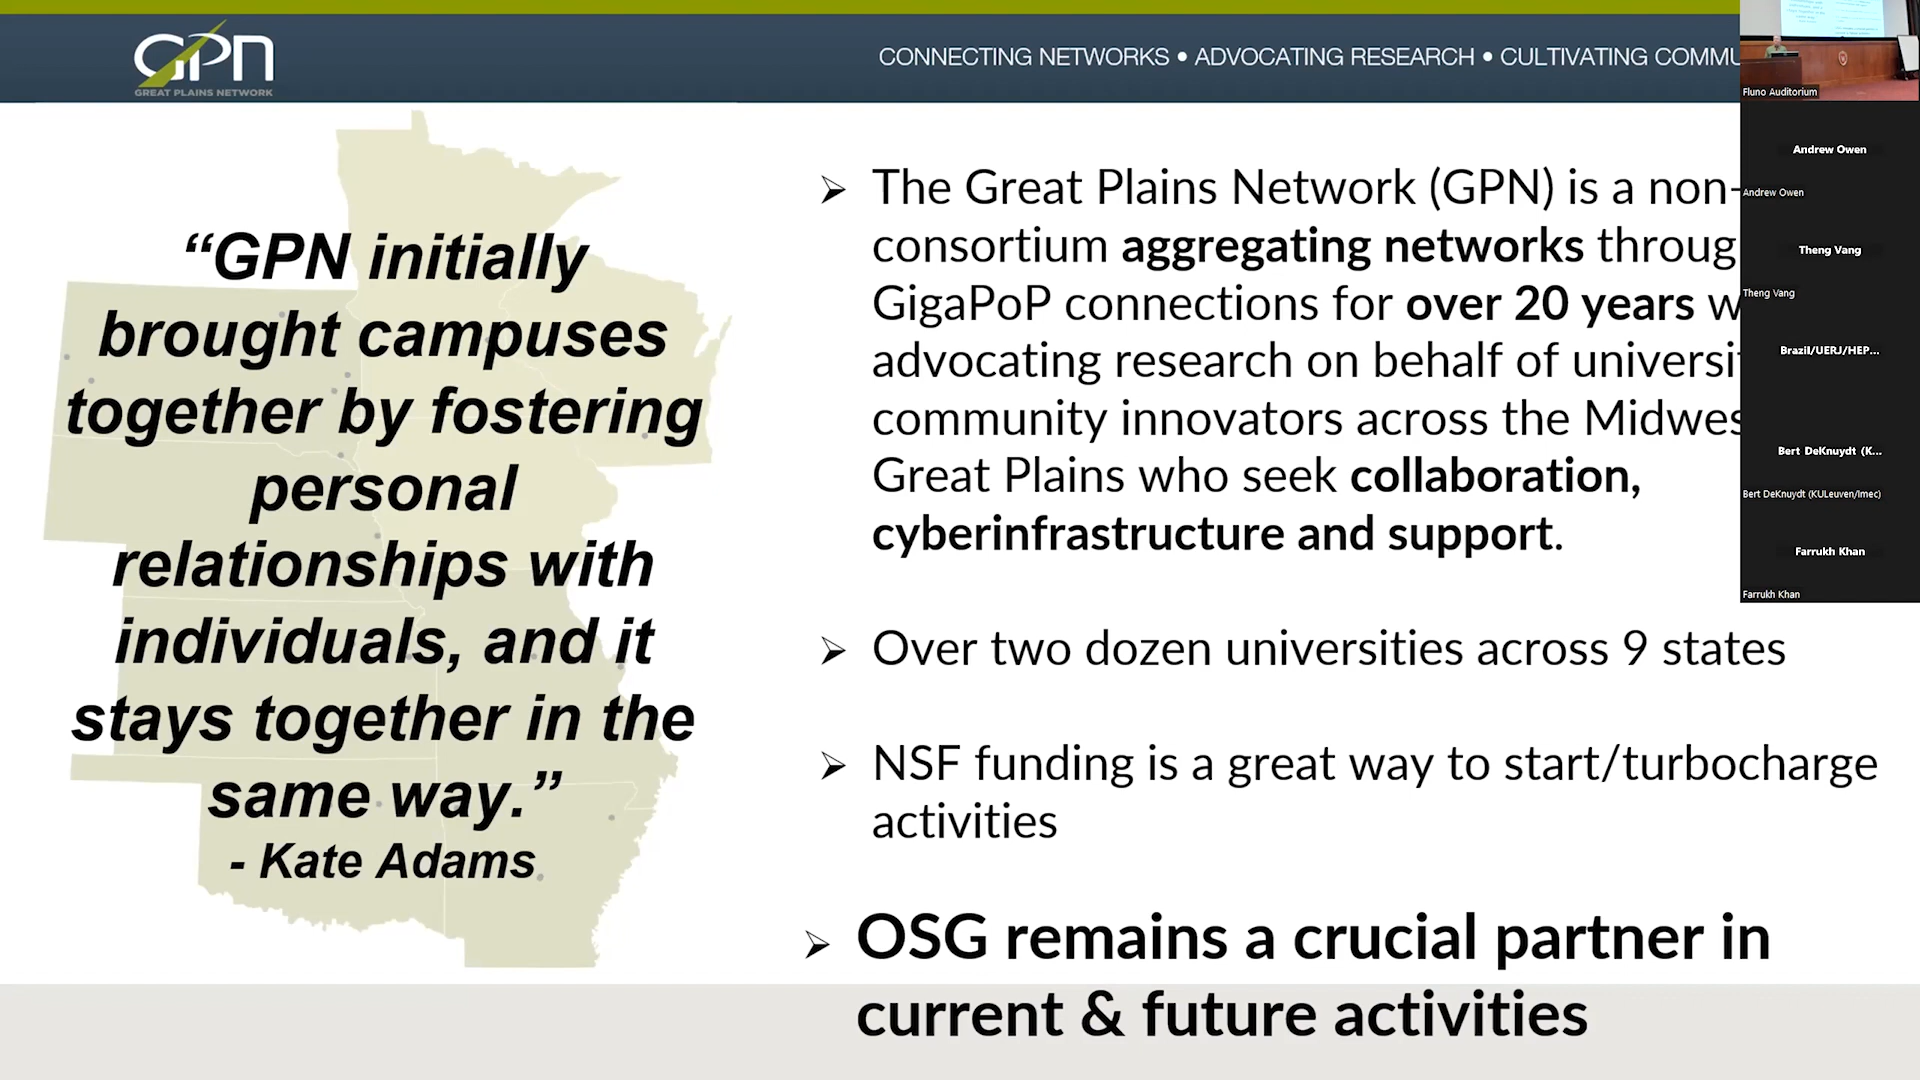 GPN
GREAT PLAINS NETWORK
CONNECTING NETWORKS • ADVOCATING RESEARCH • CULTIVATING COMMU
“GPN initially
brought campuses
together by fostering
personal
relationships with
individuals, and it
stays together in the
same way.”
- Kate Adams
➢ The Great Plains Network (GPN) is a non-
consortium aggregating networks throug
GigaPoP connections for over 20 years w
advocating research on behalf of universit
community innovators across the Midwes
Great Plains who seek collaboration,
cyberinfrastructure and support.
➢ Over two dozen universities across 9 states
➢ NSF funding is a great way to start/turbocharge
activities
➢ OSG remains a crucial partner in
current & future activities
Fluno Auditorium
Andrew Owen
Andrew Owen
Theng Vang
Theng Vang
Brazil/UERJ/HEP...
Bert DeKnuydt (K...
Bert DeKnuydt (KULeuven/Imec)
Farrukh Khan
Farrukh Khan